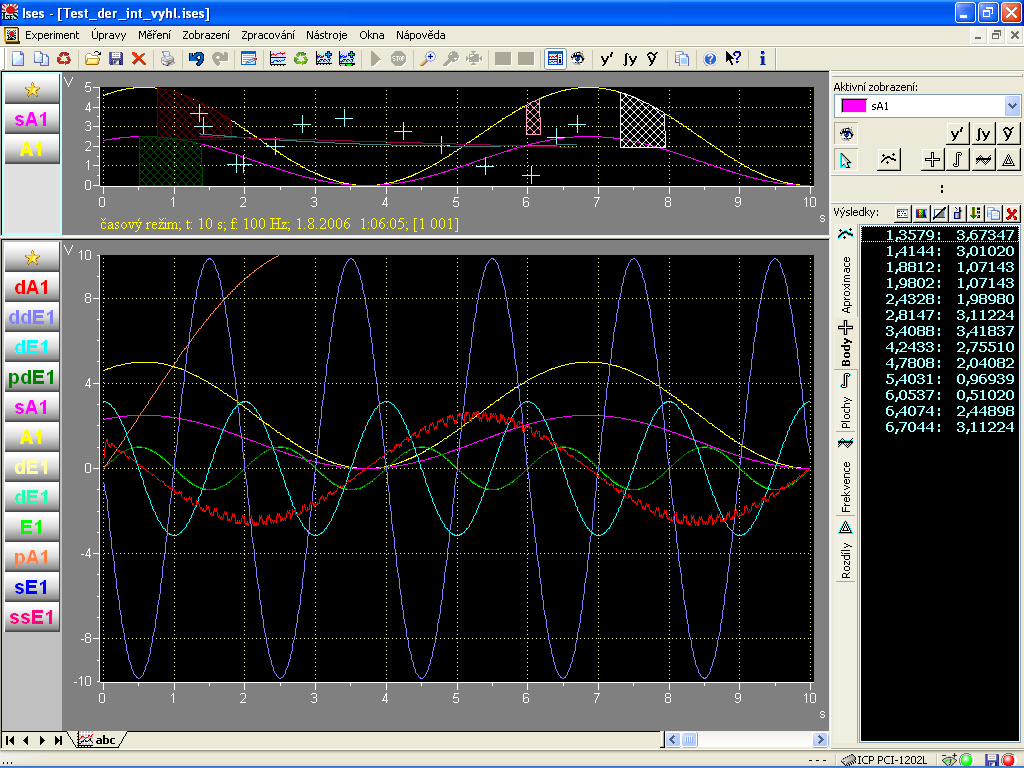 Ises - [Test_der_int_vyhl.ises]
Experiment Úpravy Měření Zobrazení Zpracování Nástroje Okna Nápověda
STOP y' ∫y ŷ ? i
V
sA1
A1
5
4
3
2
1
0
0 1 2 3 4 5 6 7 8 9 10
s
časový režim; t: 10 s; f: 100 Hz; 1.8.2006 1:06:05; [1 001]
V
dA1
ddE1
dE1
pdE1
sA1
A1
dE1
dE1
E1
pA1
sE1
ssE1
10
8
4
0
-4
-8
-10
0 1 2 3 4 5 6 7 8 9 10
s
abc
Aktivní zobrazení:
sA1
y' ∫y ŷ
:
Výsledky:
Aproximace
Body
Plochy
Frekvence
Rozdíly
1,3579: 3,67347
1,4144: 3,01020
1,8812: 1,07143
1,9802: 1,07143
2,4328: 1,98980
2,8147: 3,11224
3,4088: 3,41837
4,2433: 2,75510
4,7808: 2,04082
5,4031: 0,96939
6,0537: 0,51020
6,4074: 2,44898
6,7044: 3,11224
...
- - -
ICP PCI-1202L